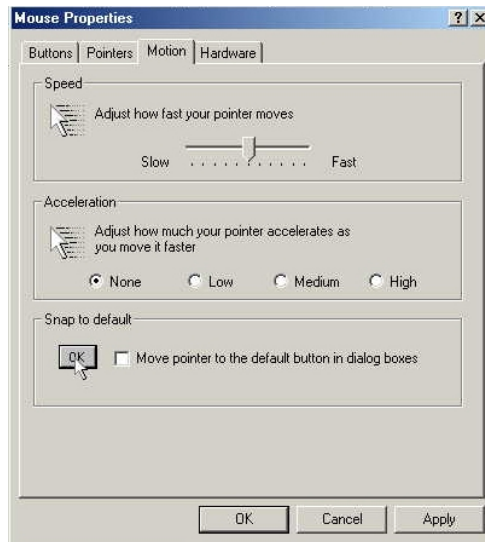 Mouse Properties
Buttons Pointers Motion Hardware
Speed
Adjust how fast your pointer moves
Slow Fast
Acceleration
Adjust how much your pointer accelerates as
you move it faster
None Low Medium High
Snap to default
OK Move pointer to the default button in dialog boxes
OK Cancel Apply